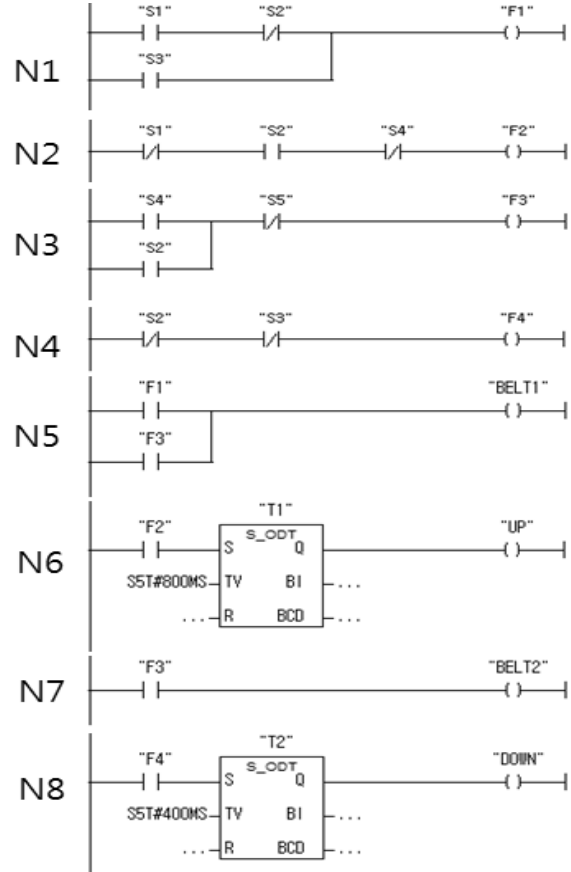 "S1" "S2" "F1"
N1
"S3"
"S1" "S2" "S4" "F2"
N2
"S4" "S5" "F3"
N3
"S2"
"S2" "S3" "F4"
N4
"F1" "BELT1"
N5
"F3"
"T1"
"F2" S_ODT "UP"
S Q
N6
S5T#800MS TV BI ...
... R BCD ...
"F3" "BELT2"
N7
"T2"
"F4" S_ODT "DOWN"
S Q
N8
S5T#400MS TV BI ...
... R BCD ...